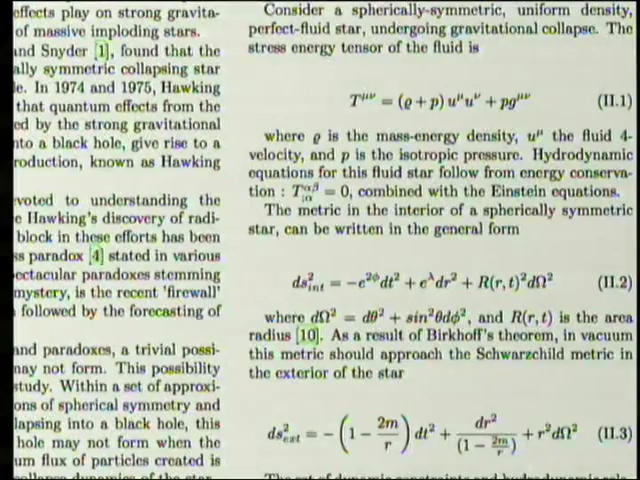 effects play on strong gravita-
of massive imploding stars.
and Snyder [1], found that the
ally symmetric collapsing star
e. In 1974 and 1975, Hawking
that quantum effects from the
ed by the strong gravitational
nto a black hole, give rise to a
roduction, known as Hawking
voted to understanding the
e Hawking's discovery of radi-
block in these efforts has been
ss paradox [4] stated in various
ectacular paradoxes stemming
mystery, is the recent 'firewall'
followed by the forecasting of
and paradoxes, a trivial possi-
may not form. This possibility
study. Within a set of approxi-
ons of spherical symmetry and
lapsing into a black hole, this
hole may not form when the
um flux of particles created is
Consider a spherically-symmetric, uniform density,
perfect-fluid star, undergoing gravitational collapse. The
stress energy tensor of the fluid is
T^{μν} = (ϱ + p) u^μ u^ν + p g^{μν} (II.1)
where ϱ is the mass-energy density, u^μ the fluid 4-
velocity, and p is the isotropic pressure. Hydrodynamic
equations for this fluid star follow from energy conserva-
tion : T^{αβ}_{;α} = 0, combined with the Einstein equations.
The metric in the interior of a spherically symmetric
star, can be written in the general form
ds²_{int} = −e^{2ϕ}dt² + e^λ dr² + R(r, t)² dΩ² (II.2)
where dΩ² = dθ² + sin²θdϕ², and R(r, t) is the area
radius [10]. As a result of Birkhoff's theorem, in vacuum
this metric should approach the Schwarzchild metric in
the exterior of the star
ds²_{ext} = − (1 − 2m/r) dt² + dr²/(1 − 2m/r) + r²dΩ² (II.3)